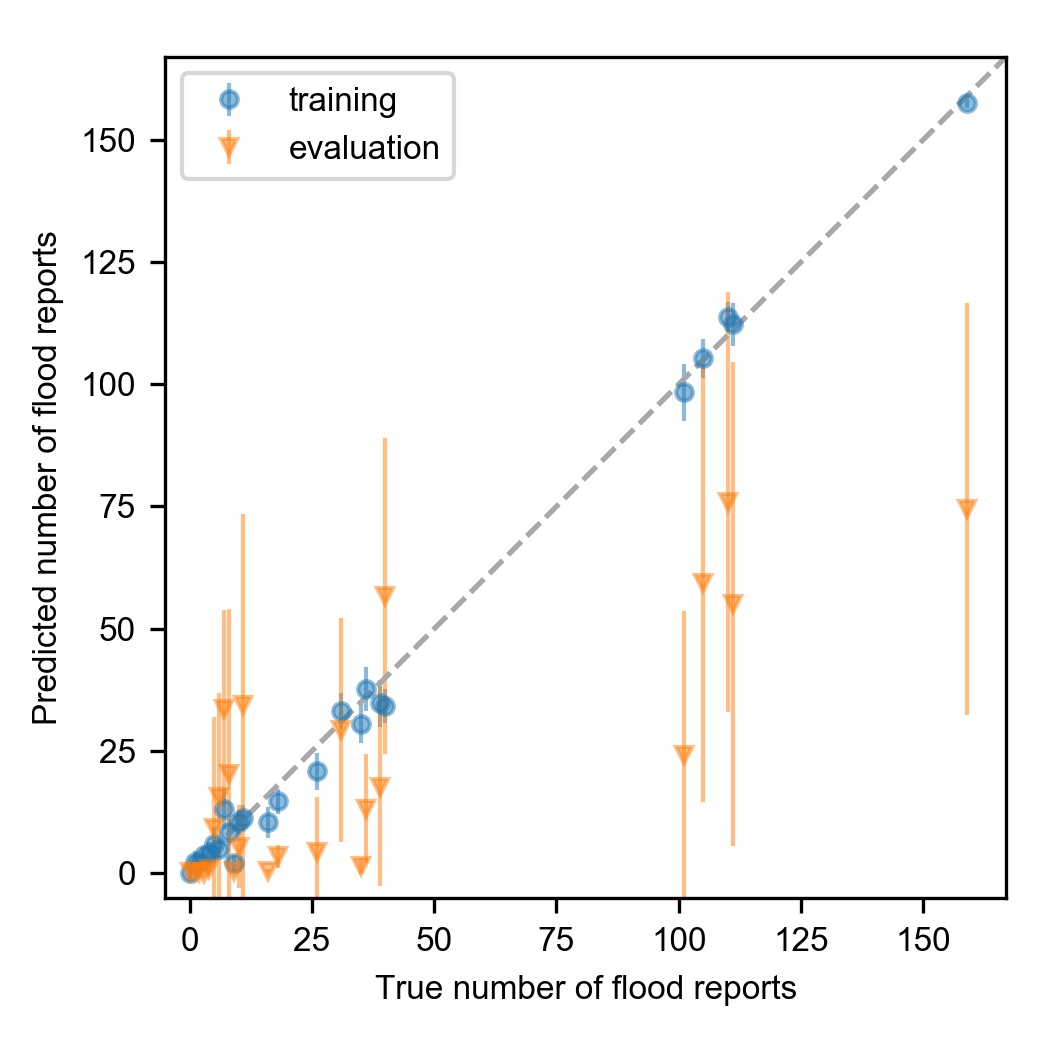 training
evaluation
150
125
100
75
50
25
0
Predicted number of flood reports
0 25 50 75 100 125 150
True number of flood reports